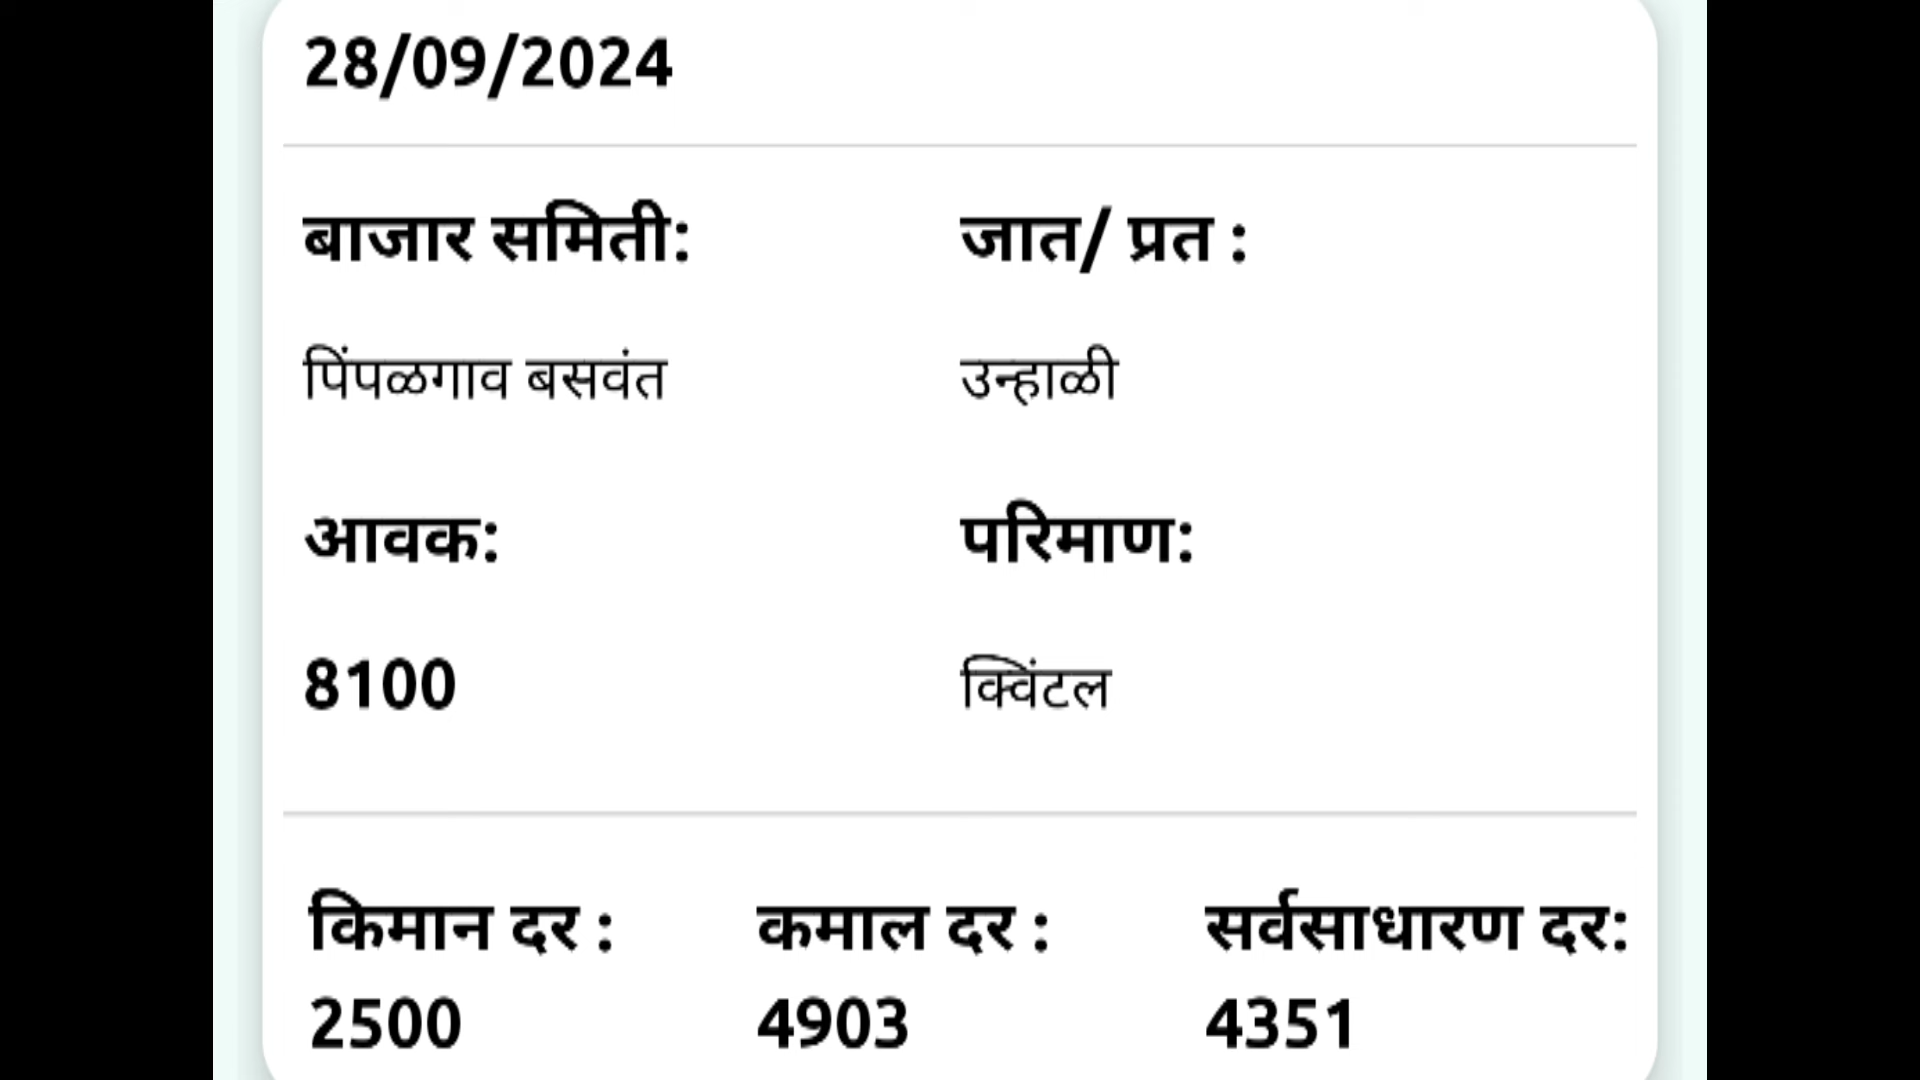 28/09/2024
बाजार समिती: जात/ प्रत :
पिंपळगाव बसवंत उन्हाळी
आवक: परिमाण:
8100 क्विंटल
किमान दर : कमाल दर : सर्वसाधारण दर:
2500 4903 4351